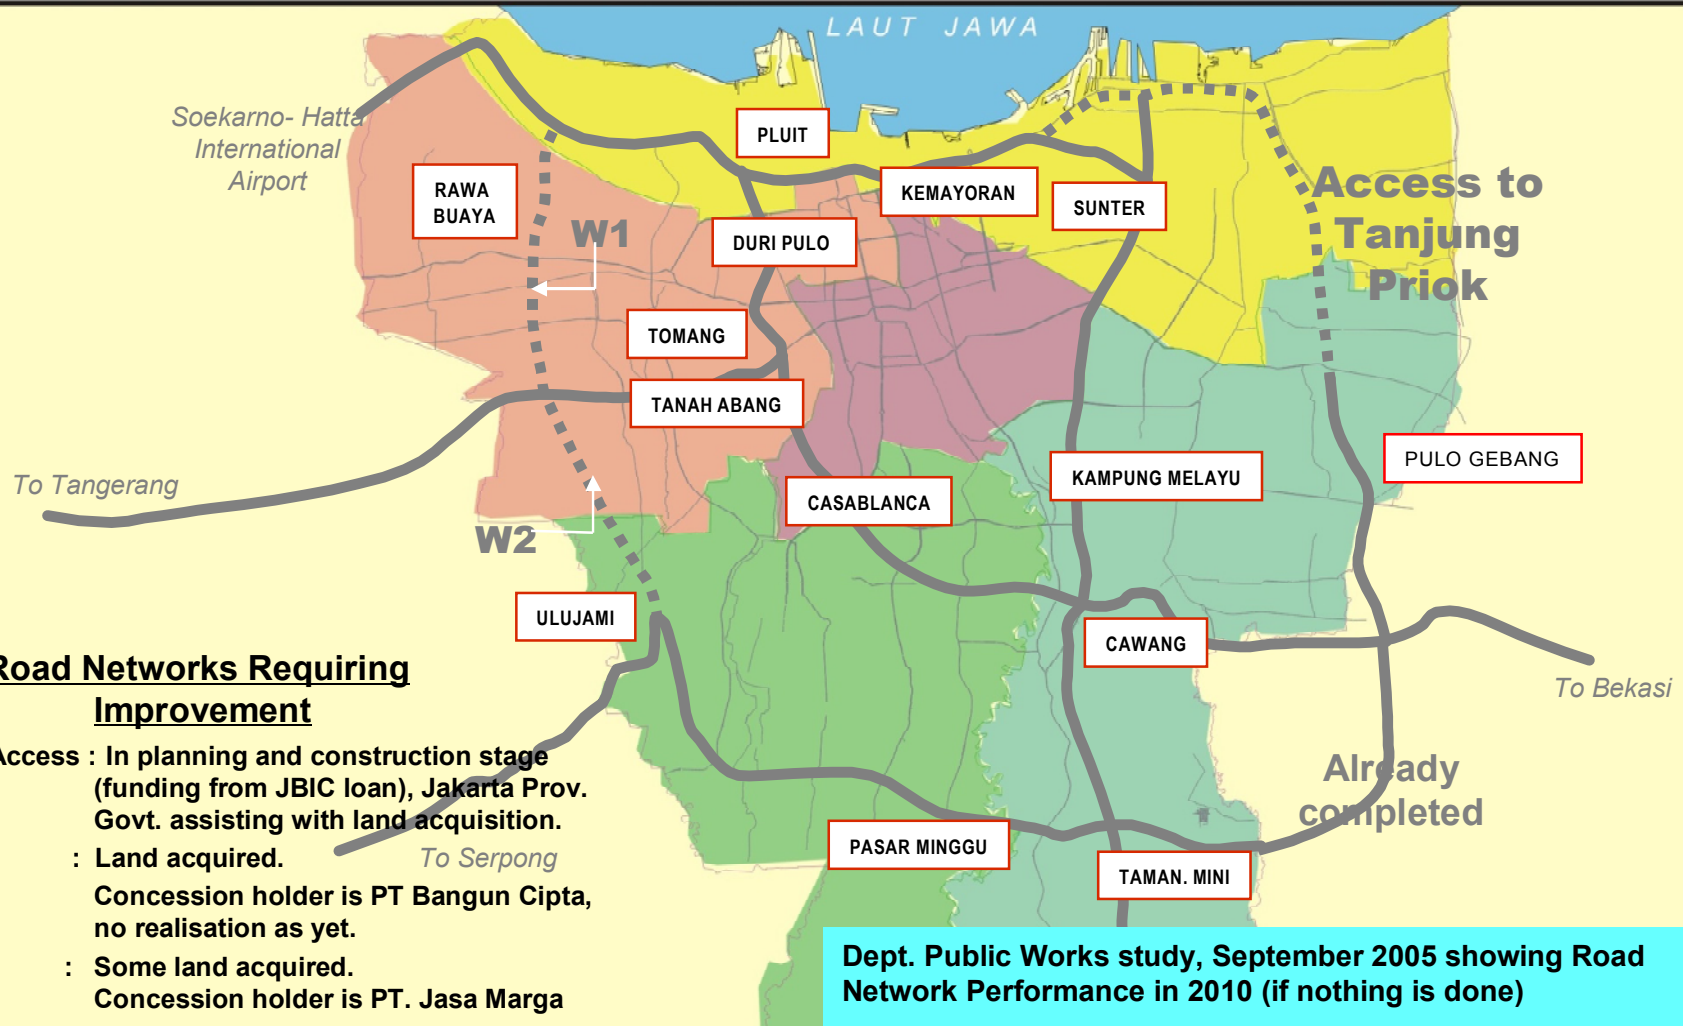 LAUT JAWA
Soekarno- Hatta
International
Airport
PLUIT
RAWA
BUAYA
KEMAYORAN
SUNTER
Access to
Tanjung
Priok
W1
DURI PULO
TOMANG
TANAH ABANG
To Tangerang
W2
CASABLANCA
KAMPUNG MELAYU
PULO GEBANG
ULUJAMI
CAWANG
To Bekasi
Road Networks Requiring
Improvement
Access : In planning and construction stage
(funding from JBIC loan), Jakarta Prov.
Govt. assisting with land acquisition.
: Land acquired.
To Serpong
Concession holder is PT Bangun Cipta,
no realisation as yet.
: Some land acquired.
Concession holder is PT. Jasa Marga
Already
completed
PASAR MINGGU
TAMAN. MINI
Dept. Public Works study, September 2005 showing Road
Network Performance in 2010 (if nothing is done)